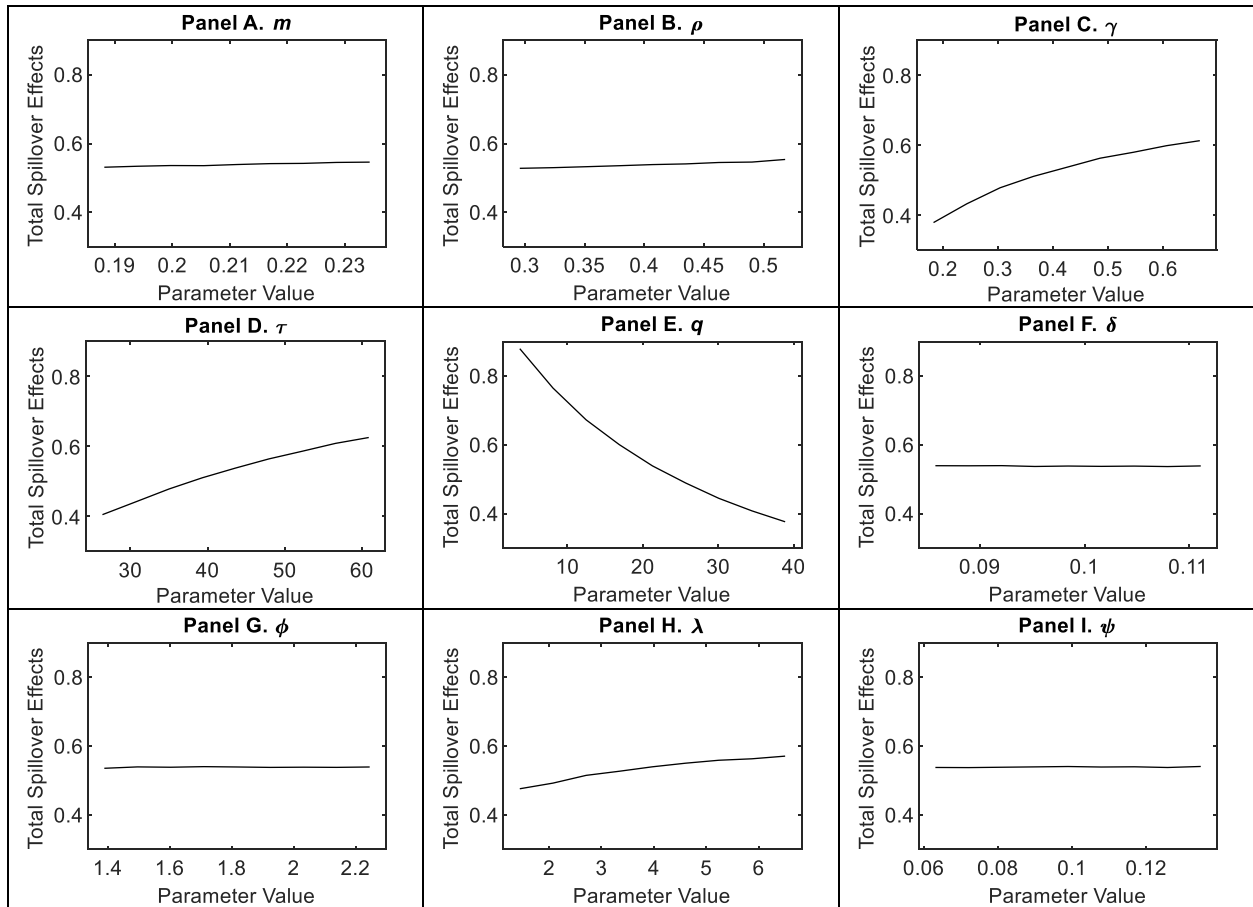 Panel A. m
Total Spillover Effects
0.8
0.6
0.4
0.19 0.2 0.21 0.22 0.23
Parameter Value
Panel B. ρ
Total Spillover Effects
0.8
0.6
0.4
0.3 0.35 0.4 0.45 0.5
Parameter Value
Panel C. γ
Total Spillover Effects
0.8
0.6
0.4
0.2 0.3 0.4 0.5 0.6
Parameter Value
Panel D. τ
Total Spillover Effects
0.8
0.6
0.4
30 40 50 60
Parameter Value
Panel E. q
Total Spillover Effects
0.8
0.6
0.4
10 20 30 40
Parameter Value
Panel F. δ
Total Spillover Effects
0.8
0.6
0.4
0.09 0.1 0.11
Parameter Value
Panel G. ϕ
Total Spillover Effects
0.8
0.6
0.4
1.4 1.6 1.8 2 2.2
Parameter Value
Panel H. λ
Total Spillover Effects
0.8
0.6
0.4
2 3 4 5 6
Parameter Value
Panel I. ψ
Total Spillover Effects
0.8
0.6
0.4
0.06 0.08 0.1 0.12
Parameter Value